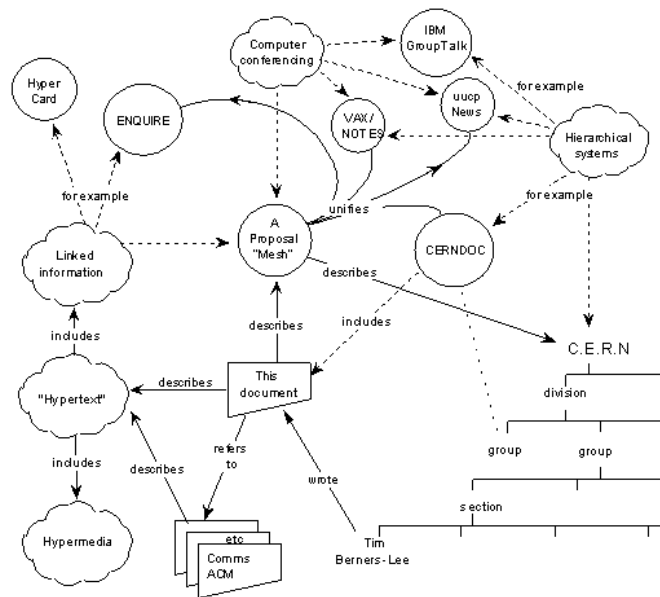 IBM
GroupTalk
Computer
conferencing
Hyper
Card
ENQUIRE
VAX/
NOTES
uucp
News
for example
Hierarchical
systems
for example
for example
unifies
A
Proposal
"Mesh"
CERNDOC
Linked
information
describes
includes
describes
includes
C.E.R.N
This
document
describes
division
"Hypertext"
refers
to
group
group
includes
describes
wrote
section
Hypermedia
etc
Comms
ACM
Tim
Berners-Lee